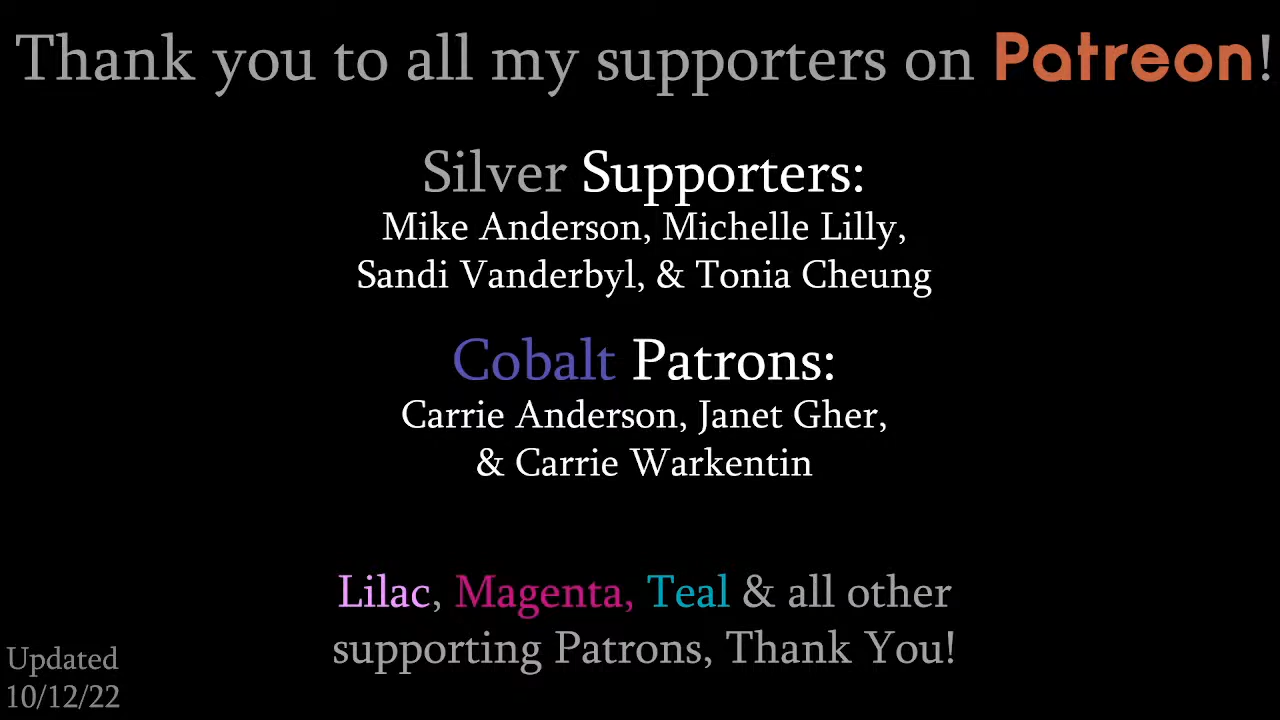 Thank you to all my supporters on Patreon!
Silver Supporters:
Mike Anderson, Michelle Lilly,
Sandi Vanderbyl, & Tonia Cheung
Cobalt Patrons:
Carrie Anderson, Janet Gher,
& Carrie Warkentin
Lilac, Magenta, Teal & all other
supporting Patrons, Thank You!
Updated
10/12/22